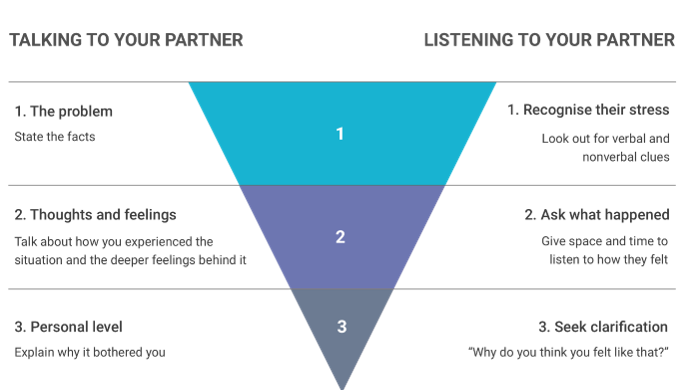 TALKING TO YOUR PARTNER
LISTENING TO YOUR PARTNER
1. The problem
State the facts
1
1. Recognise their stress
Look out for verbal and
nonverbal clues
2. Thoughts and feelings
Talk about how you experienced the
situation and the deeper feelings behind it
2
2. Ask what happened
Give space and time to
listen to how they felt
3. Personal level
Explain why it bothered you
3
3. Seek clarification
“Why do you think you felt like that?”